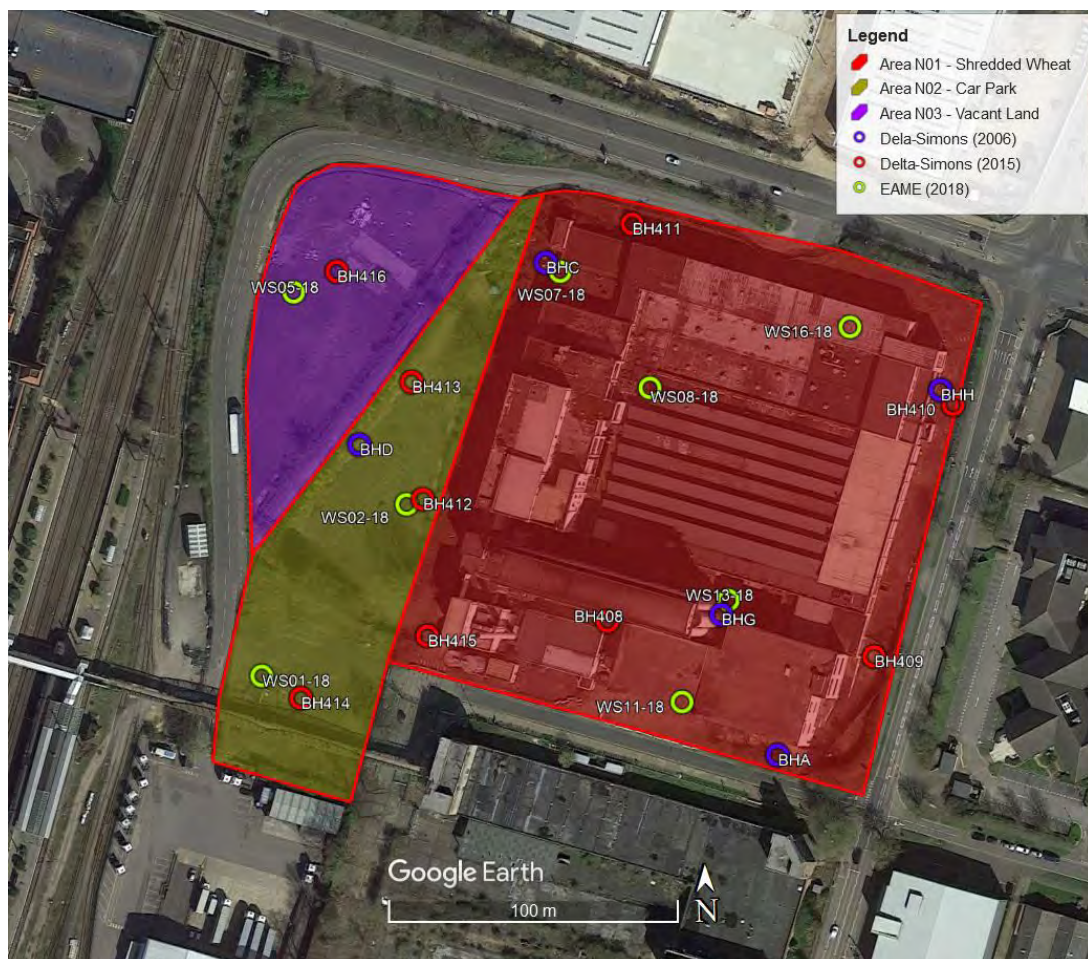 Legend
Area N01 - Shredded Wheat
Area N02 - Car Park
Area N03 - Vacant Land
Dela-Simons (2006)
Delta-Simons (2015)
EAME (2018)
BH411
BHC
WS07-18
BH416
WS05-18
WS16-18
BH413
WS08-18
BHH
BH410
BHD
BH412
WS02-18
WS13-18
BHG
BH408
BH415
BH409
WS01-18
BH414
WS11-18
BHA
Google Earth
N
100 m